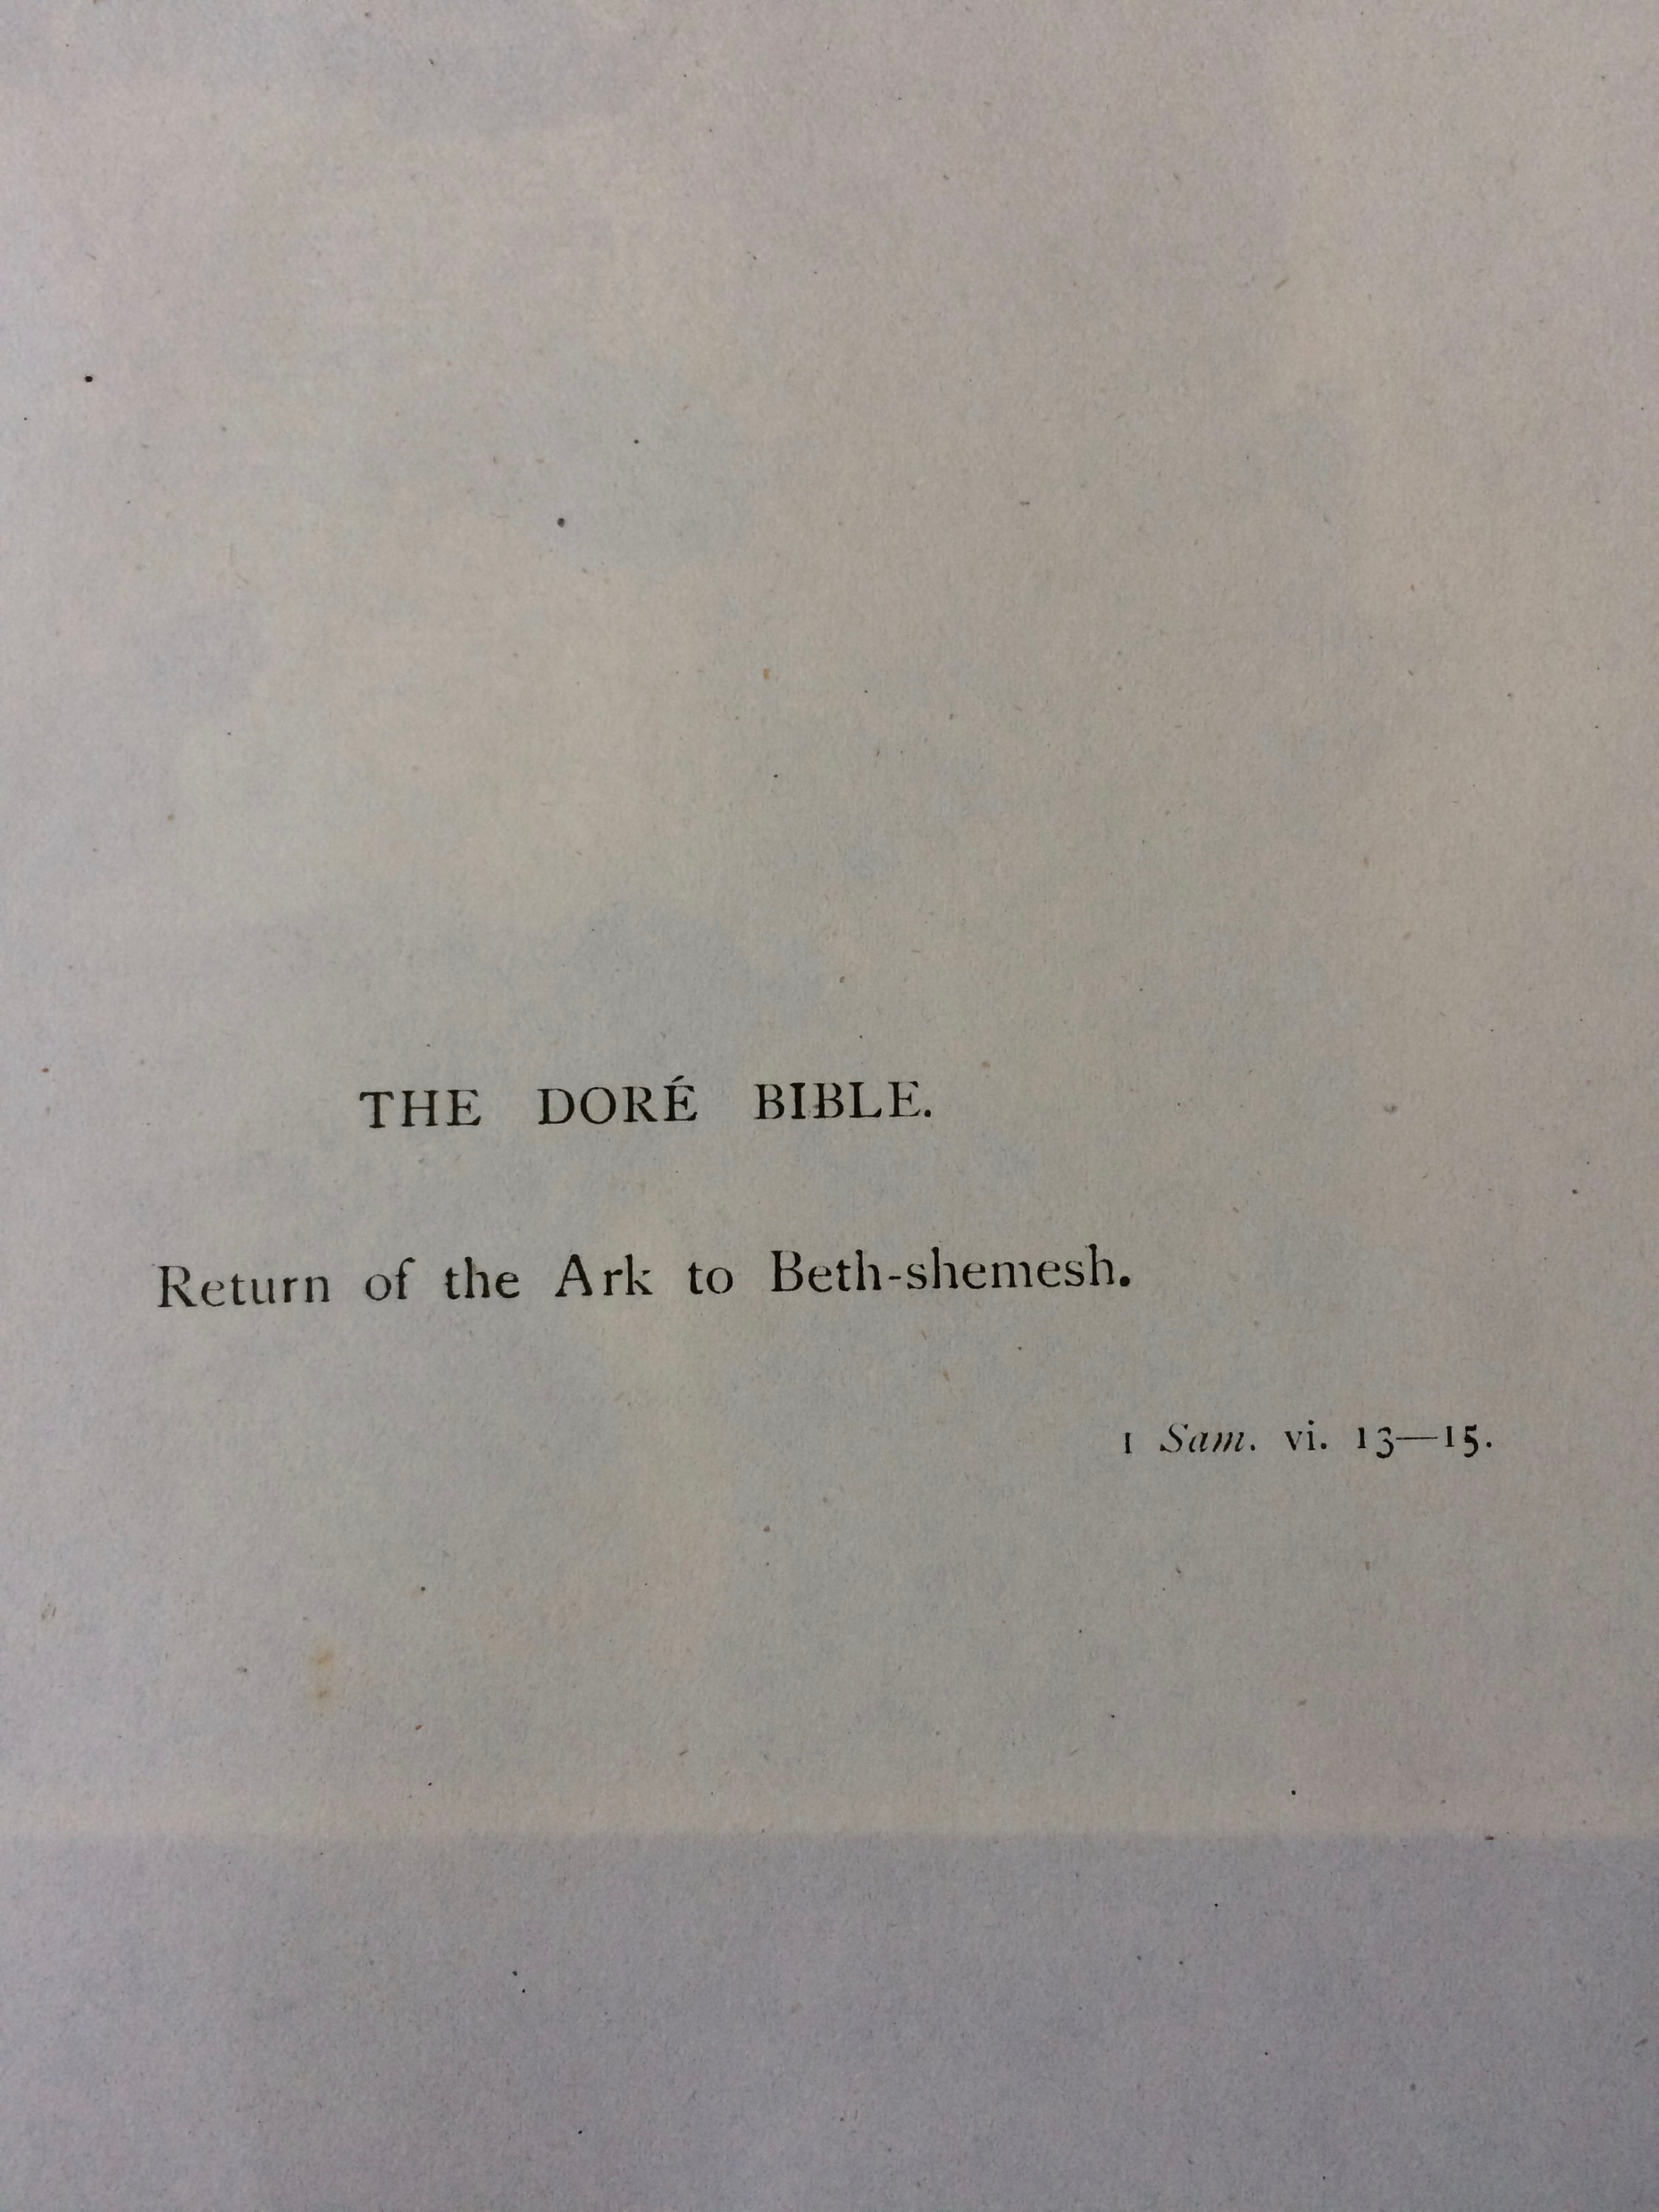 THE DORÉ BIBLE.
Return of the Ark to Beth-shemesh.
1 Sam. vi. 13—15.